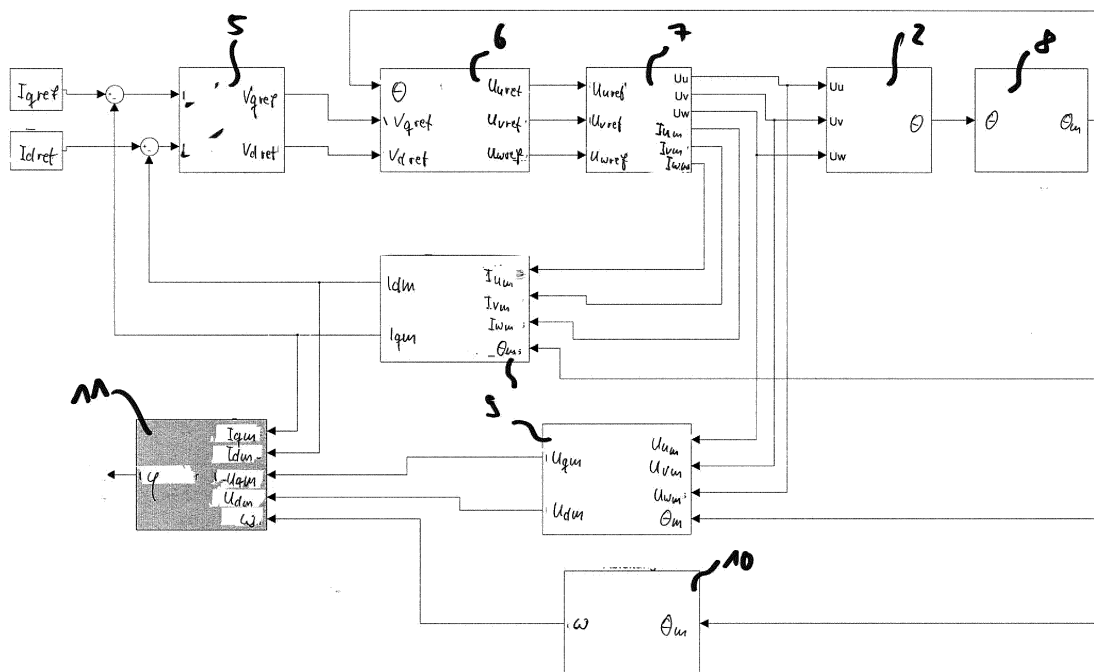 5
6
7
2
8
Iqref
Idref
Vqref
Vdref
θ
Vqref
Vdref
Uuref
Uvref
Uwref
Uuref
Uvref
Uwref
Uu
Uv
Uw
Ium
Ivm
Iwm
Uu
Uv
Uw
θ
θ
θm
Idm
Iqm
Ium
Ivm
Iwm
θm
9
11
Iqm
Idm
Uqm
Udm
ω
φ
Uqm
Udm
Uum
Uvm
Uwm
θm
10
ω
θm